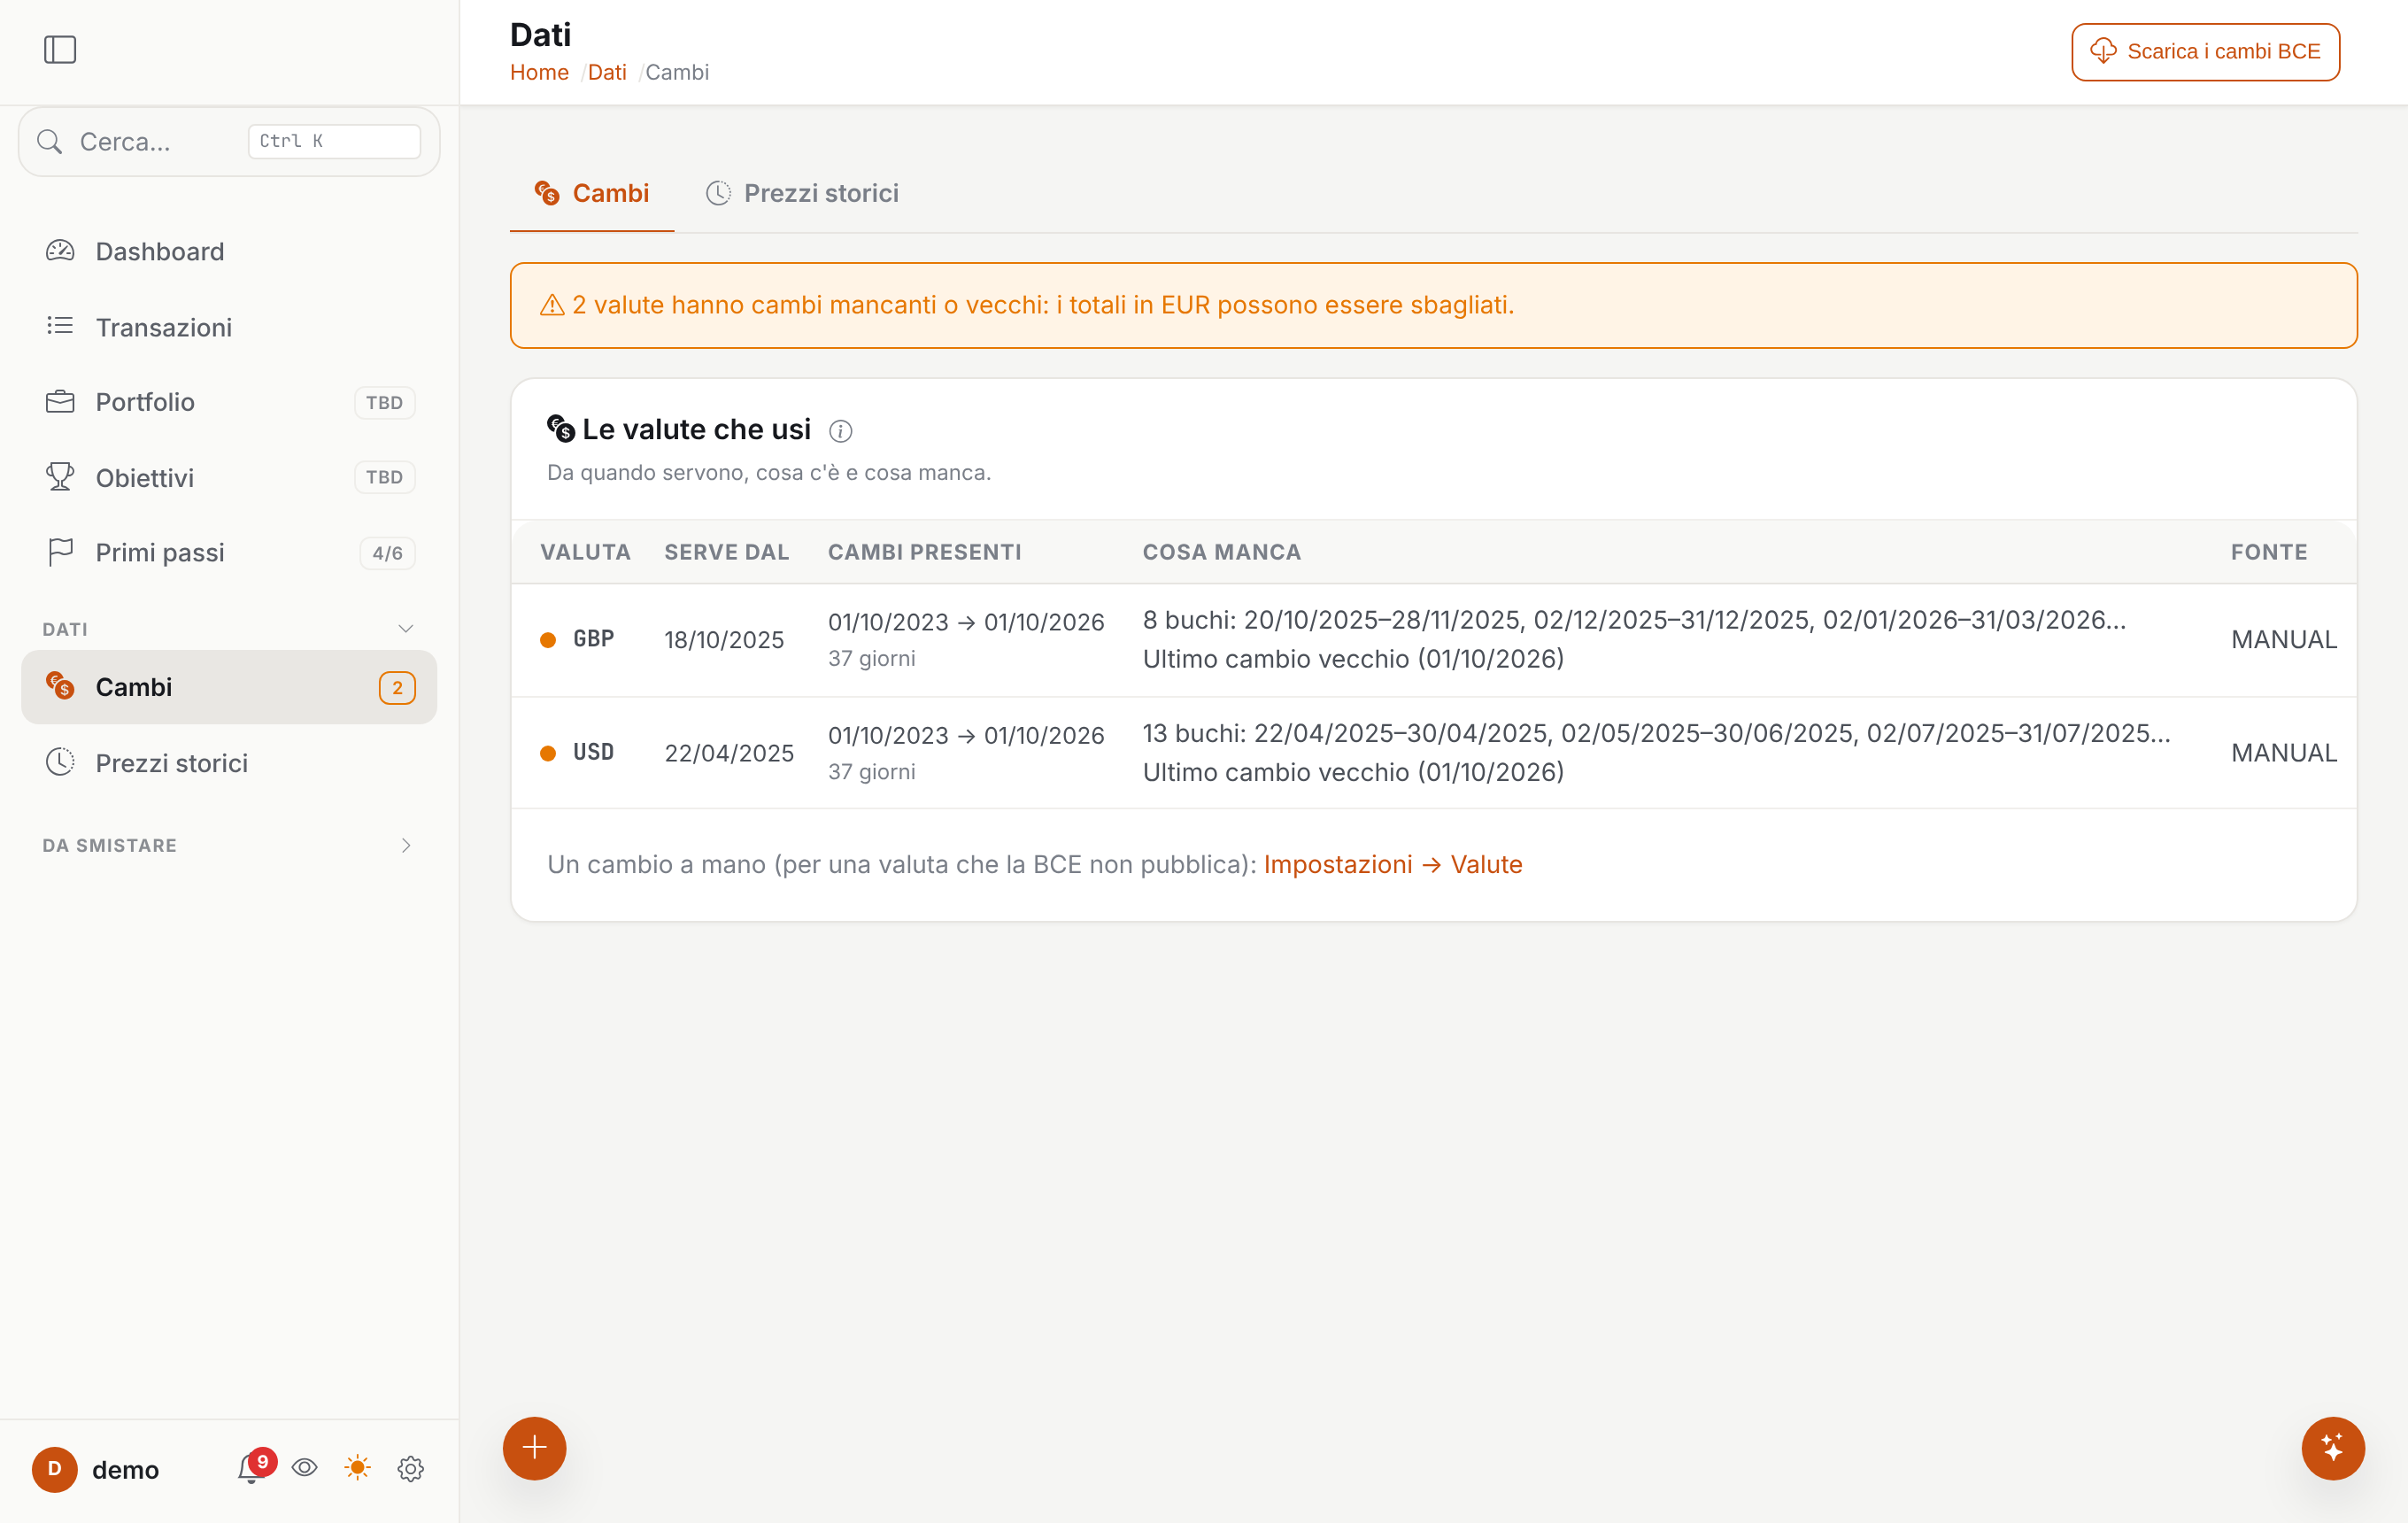 Dati
Home / Dati / Cambi
Scarica i cambi BCE
Cerca...
Ctrl K
Dashboard
Transazioni
Portfolio TBD
Obiettivi TBD
Primi passi 4/6
DATI
Cambi 2
Prezzi storici
DA SMISTARE
D demo 9
Cambi Prezzi storici
2 valute hanno cambi mancanti o vecchi: i totali in EUR possono essere sbagliati.
Le valute che usi
Da quando servono, cosa c'è e cosa manca.
VALUTA SERVE DAL CAMBI PRESENTI COSA MANCA FONTE
GBP 18/10/2025 01/10/2023 → 01/10/2026 8 buchi: 20/10/2025–28/11/2025, 02/12/2025–31/12/2025, 02/01/2026–31/03/2026... MANUAL
37 giorni Ultimo cambio vecchio (01/10/2026)
USD 22/04/2025 01/10/2023 → 01/10/2026 13 buchi: 22/04/2025–30/04/2025, 02/05/2025–30/06/2025, 02/07/2025–31/07/2025... MANUAL
37 giorni Ultimo cambio vecchio (01/10/2026)
Un cambio a mano (per una valuta che la BCE non pubblica): Impostazioni → Valute